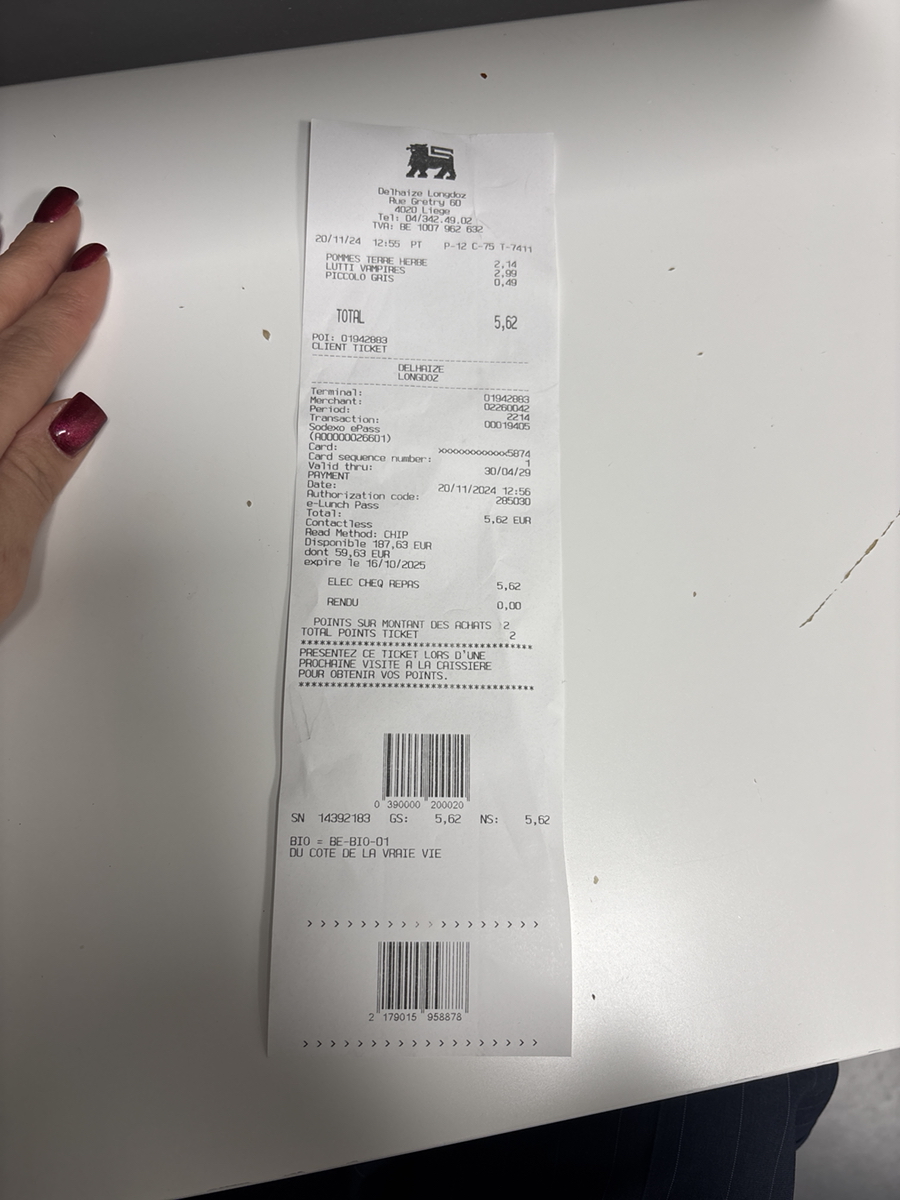 Delhaize Longdoz
Rue Gretry 60
4020 Liege
Tel: 04/342.49.02
TVA: BE 1007 962 632
20/11/24 12:55 PT P-12 C-75 T-7411
POMMES TERRE HERBE 2,14
LUTTI VAMPIRES 2,99
PICCOLO GRIS 0,49
TOTAL 5,62
POI: 01942883
CLIENT TICKET
DELHAIZE
LONGDOZ
Terminal: 01942883
Merchant: 02260042
Period: 2214
Transaction: 00019405
Sodexo ePass
(A00000026601)
Card: xxxxxxxxxxxx5874
Card sequence number: 1
Valid thru: 30/04/29
PAYMENT
Date: 20/11/2024 12:56
Authorization code: 285030
e-Lunch Pass
Total: 5,62 EUR
Contactless
Read Method: CHIP
Disponible 187,63 EUR
dont 59,63 EUR
expire le 16/10/2025
ELEC CHEQ REPAS 5,62
RENDU 0,00
POINTS SUR MONTANT DES ACHATS 2
TOTAL POINTS TICKET 2
**********************************
PRESENTEZ CE TICKET LORS D'UNE
PROCHAINE VISITE A LA CAISSIERE
POUR OBTENIR VOS POINTS.
**********************************
0 390000 200020
SN 14392183 GS: 5,62 NS: 5,62
BIO = BE-BIO-01
DU COTE DE LA VRAIE VIE
> > > > > > > > > > > > > > > > > >
2 179015 958878
> > > > > > > > > > > > > > > > > >